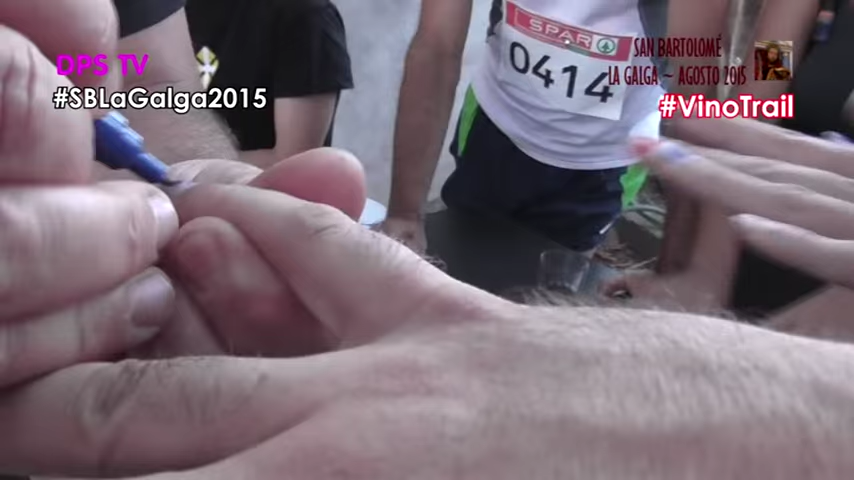 DPS TV
#SBLaGalga2015
SPAR
0414
SAN BARTOLOMÉ
LA GALGA ~ AGOSTO 2015
#VinoTrail